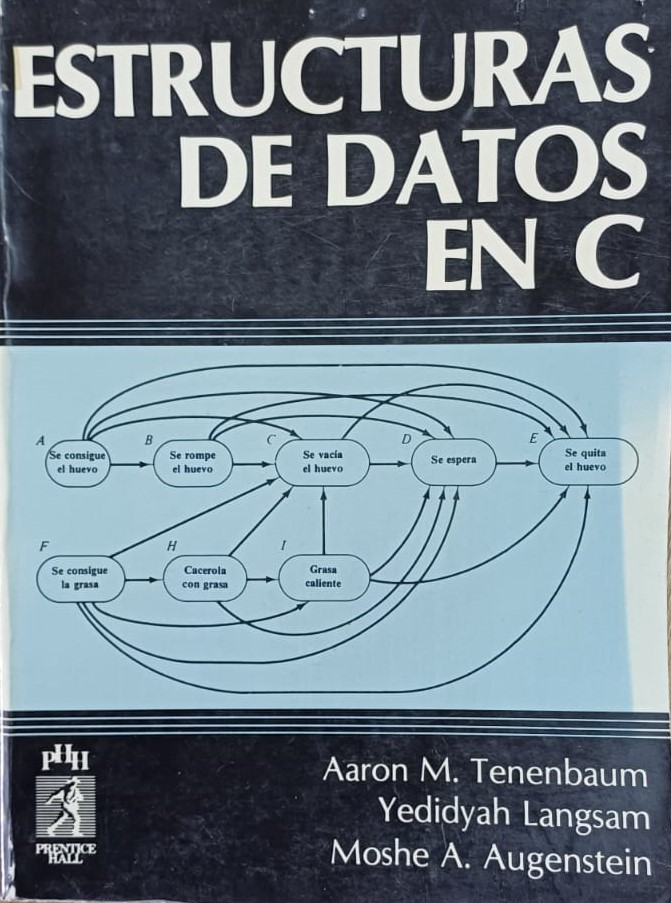 ESTRUCTURAS
DE DATOS
EN C
A
Se consigue
el huevo
B
Se rompe
el huevo
C
Se vacía
el huevo
D
Se espera
E
Se quita
el huevo
F
Se consigue
la grasa
H
Cacerola
con grasa
I
Grasa
caliente
PHH
PRENTICE
HALL
Aaron M. Tenenbaum
Yedidyah Langsam
Moshe A. Augenstein